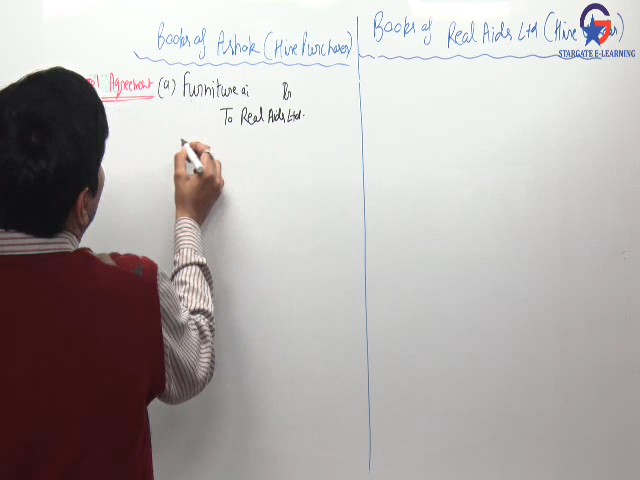 Books of Ashok (Hire Purchaser)
Agreement (a) Furniture a/c Dr
To Real Aids Ltd.
Books of Real Aids Ltd (Hire
STARGATE E-LEARNING